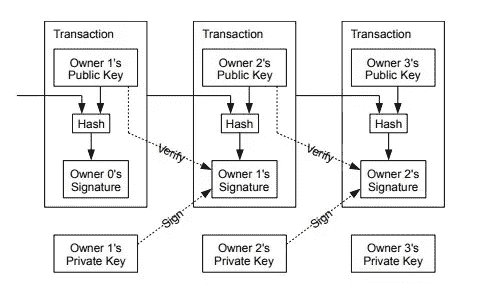 Transaction
Owner 1's
Public Key
Hash
Owner 0's
Signature
Transaction
Owner 2's
Public Key
Hash
Owner 1's
Signature
Transaction
Owner 3's
Public Key
Hash
Owner 2's
Signature
Verify
Verify
Sign
Sign
Owner 1's
Private Key
Owner 2's
Private Key
Owner 3's
Private Key